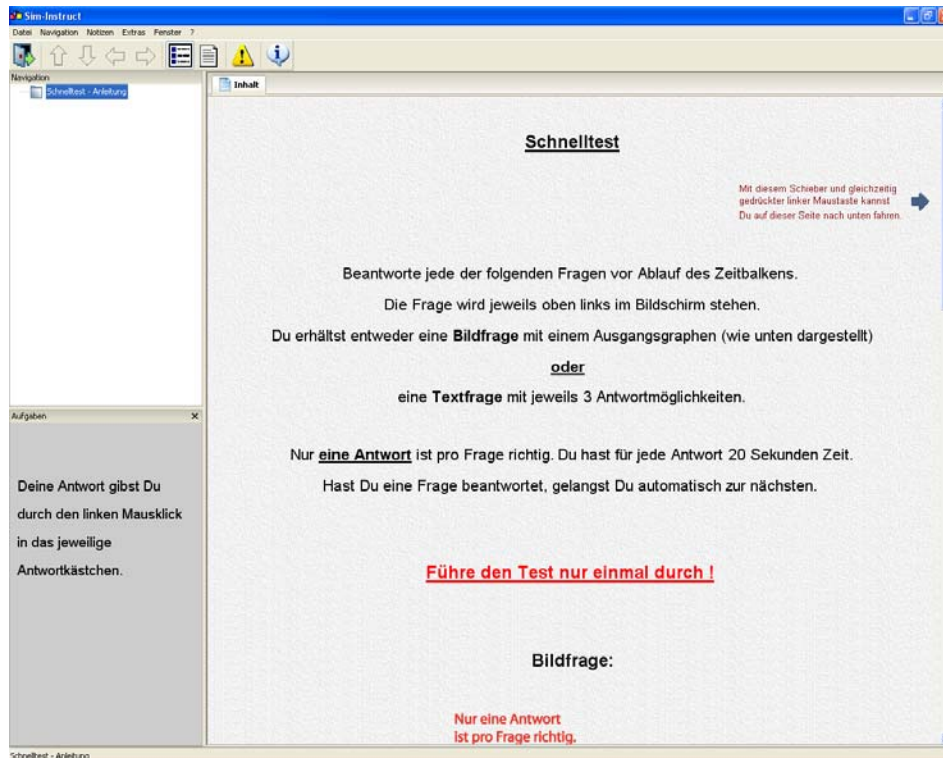 Sim-Instruct
Datei Navigation Notizen Extras Fenster ?
Navigation
Schnelltest - Anleitung
Inhalt
Schnelltest
Mit diesem Schieber und gleichzeitig
gedrückter linker Maustaste kannst
Du auf dieser Seite nach unten fahren.
Beantworte jede der folgenden Fragen vor Ablauf des Zeitbalkens.
Die Frage wird jeweils oben links im Bildschirm stehen.
Du erhältst entweder eine Bildfrage mit einem Ausgangsgraphen (wie unten dargestellt)
oder
eine Textfrage mit jeweils 3 Antwortmöglichkeiten.
Nur eine Antwort ist pro Frage richtig. Du hast für jede Antwort 20 Sekunden Zeit.
Hast Du eine Frage beantwortet, gelangst Du automatisch zur nächsten.
Führe den Test nur einmal durch !
Bildfrage:
Nur eine Antwort
ist pro Frage richtig.
Aufgaben
Deine Antwort gibst Du
durch den linken Mausklick
in das jeweilige
Antwortkästchen.
Schnelltest - Anleitung